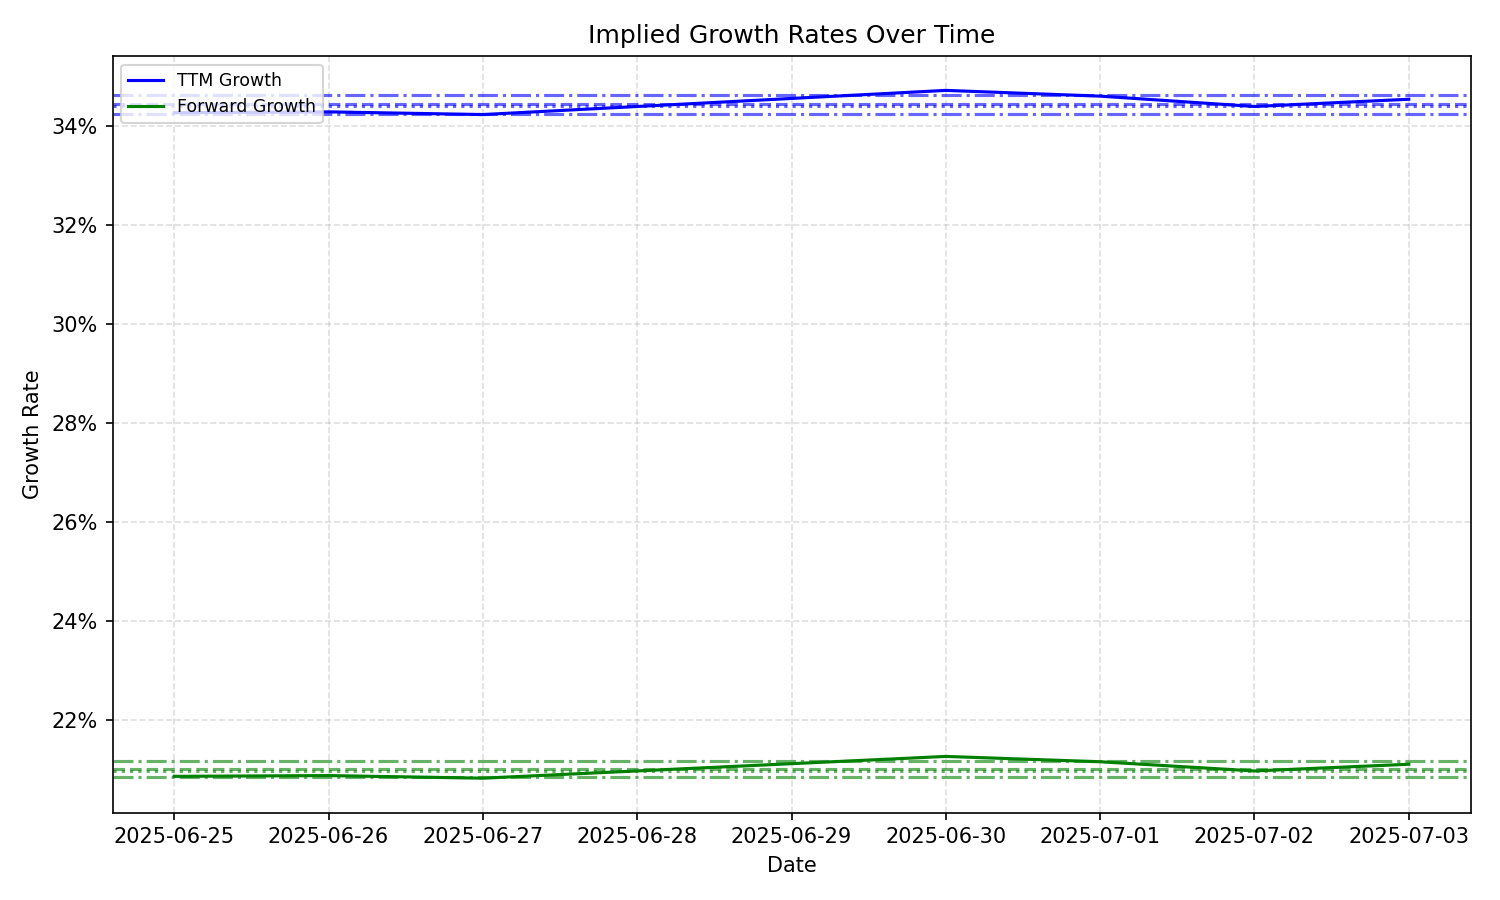 Implied Growth Rates Over Time
TTM Growth
Forward Growth
34%
32%
30%
28%
26%
24%
22%
Growth Rate
2025-06-25 2025-06-26 2025-06-27 2025-06-28 2025-06-29 2025-06-30 2025-07-01 2025-07-02 2025-07-03
Date